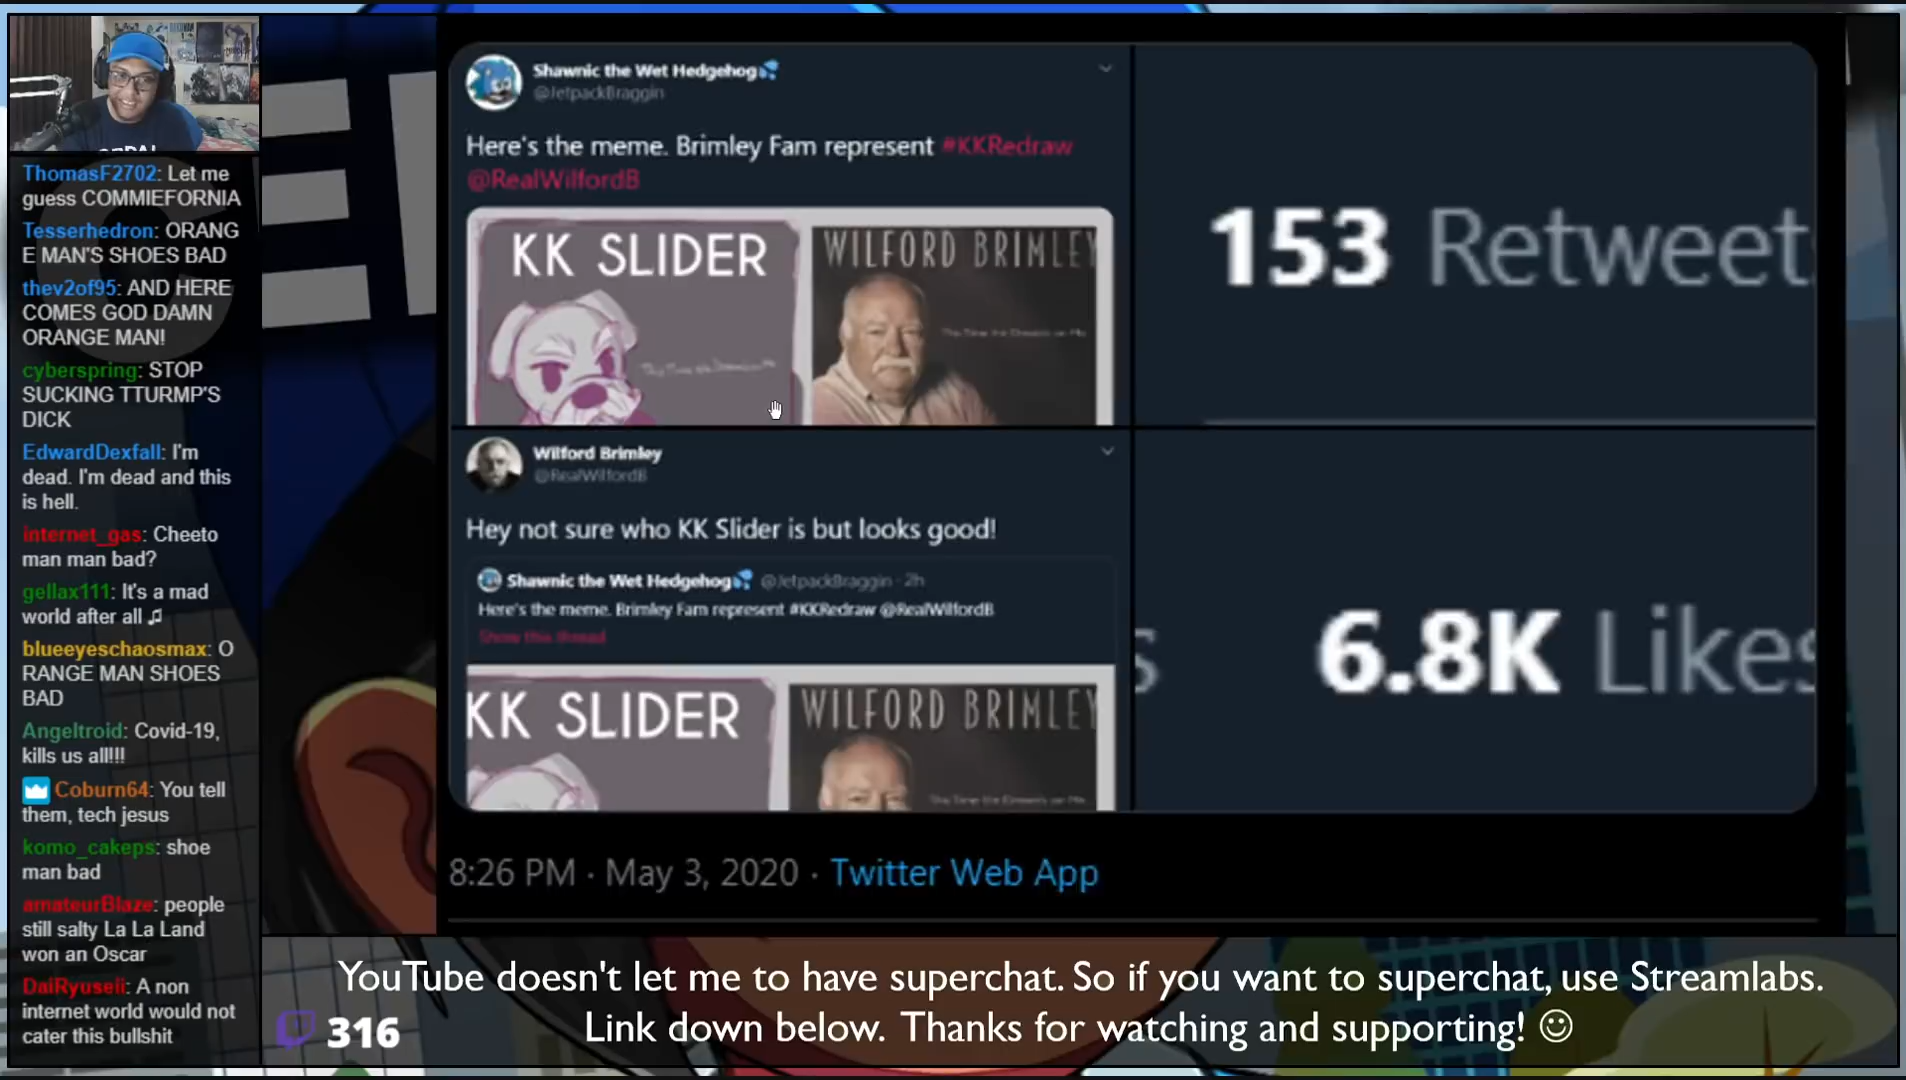 ThomasF2702: Let me
guess COMMIEFORNIA
Tesserhedron: ORANG
E MAN'S SHOES BAD
thev2of95: AND HERE
COMES GOD DAMN
ORANGE MAN!
cyberspring: STOP
SUCKING TTURMP'S
DICK
EdwardDexfall: I'm
dead. I'm dead and this
is hell.
internet_gas: Cheeto
man man bad?
gellax111: It's a mad
world after all ♫
blueeyeschaosmax: O
RANGE MAN SHOES
BAD
Angeltroid: Covid-19,
kills us all!!!
Coburn64: You tell
them, tech jesus
komo_cakeps: shoe
man bad
amateurBlaze: people
still salty La La Land
won an Oscar
DaiRyuseii: A non
internet world would not
cater this bullshit
Shawnic the Wet Hedgehog💦
@JetpackBraggin
Here's the meme. Brimley Fam represent #KKRedraw
@RealWilfordB
KK SLIDER
WILFORD BRIMLEY
153 Retweets
Wilford Brimley
@RealWilfordB
Hey not sure who KK Slider is but looks good!
Shawnic the Wet Hedgehog💦 @JetpackBraggin · 2h
Here's the meme. Brimley Fam represent #KKRedraw @RealWilfordB
Show this thread
KK SLIDER
WILFORD BRIMLEY
s 6.8K Likes
8:26 PM · May 3, 2020 · Twitter Web App
YouTube doesn't let me to have superchat. So if you want to superchat, use Streamlabs.
Link down below. Thanks for watching and supporting! ☺
316